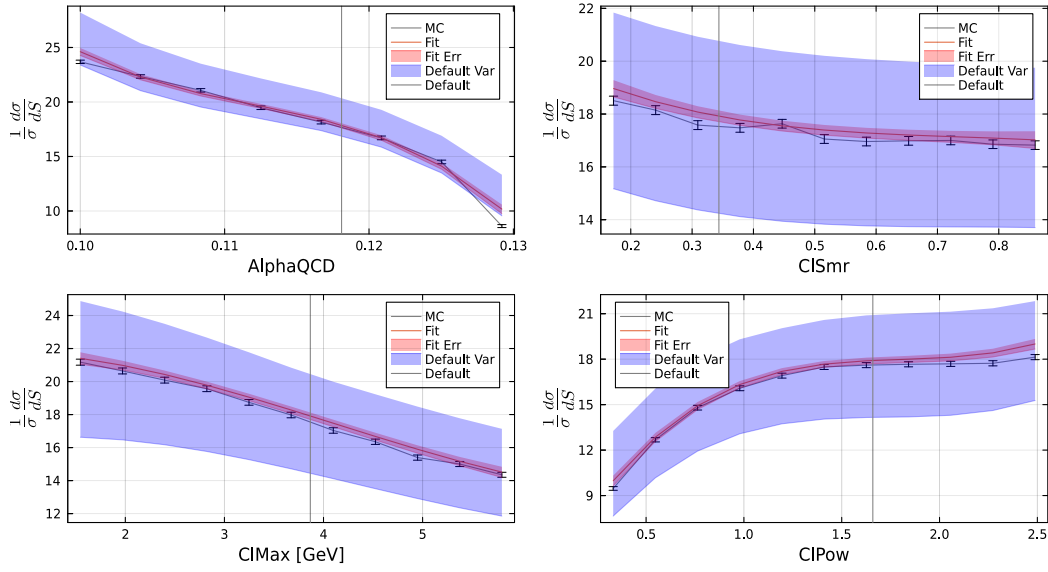 25
20
15
10
0.10
0.11
0.12
0.13
AlphaQCD
1/σ dσ/dS
MC
Fit
Fit Err
Default Var
Default
22
20
18
16
14
0.2
0.3
0.4
0.5
0.6
0.7
0.8
ClSmr
1/σ dσ/dS
MC
Fit
Fit Err
Default Var
Default
24
22
20
18
16
14
12
2
3
4
5
ClMax [GeV]
1/σ dσ/dS
MC
Fit
Fit Err
Default Var
Default
21
18
15
12
9
0.5
1.0
1.5
2.0
2.5
ClPow
1/σ dσ/dS
MC
Fit
Fit Err
Default Var
Default